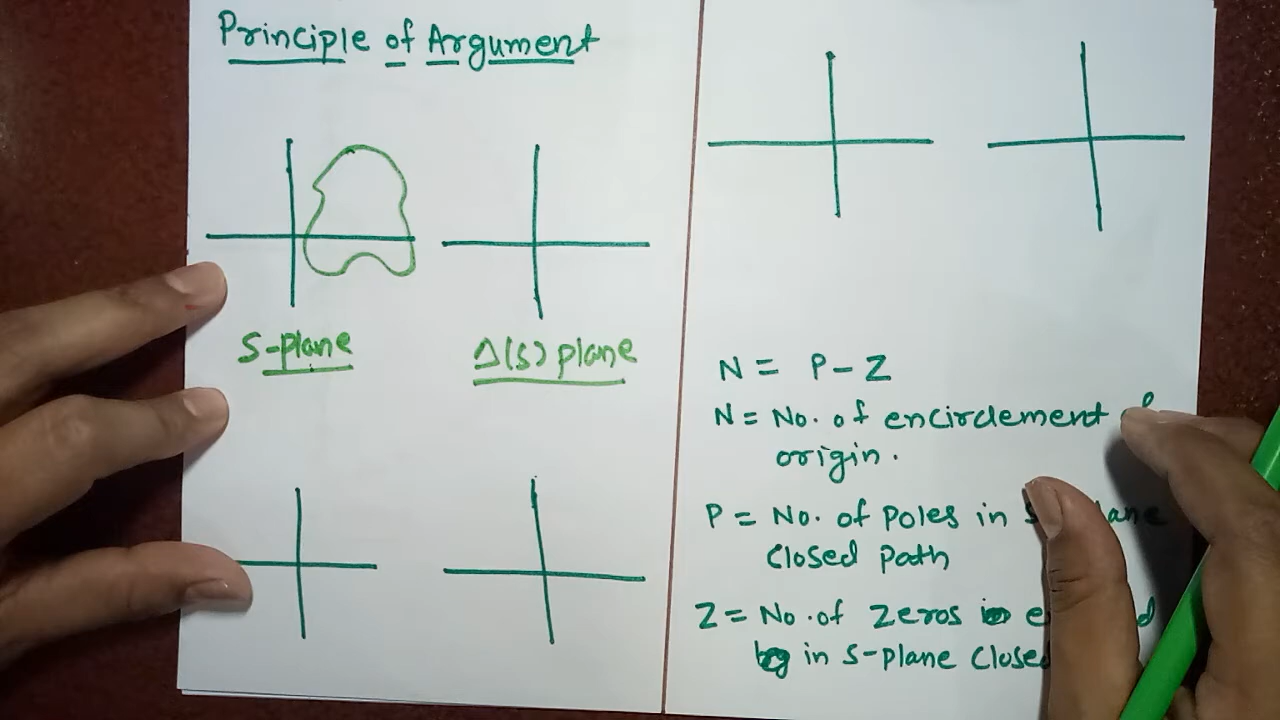 Principle of Argument
S-plane
Δ(s) plane
N = P - Z
N = No. of encirclement
origin.
P = No. of Poles in
Closed path
Z = No. of Zeros
in S-plane